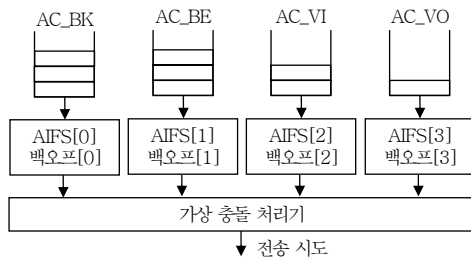 AC_BK AC_BE AC_VI AC_VO
AIFS[0] AIFS[1] AIFS[2] AIFS[3]
백오프[0] 백오프[1] 백오프[2] 백오프[3]
가상 충돌 처리기
전송 시도